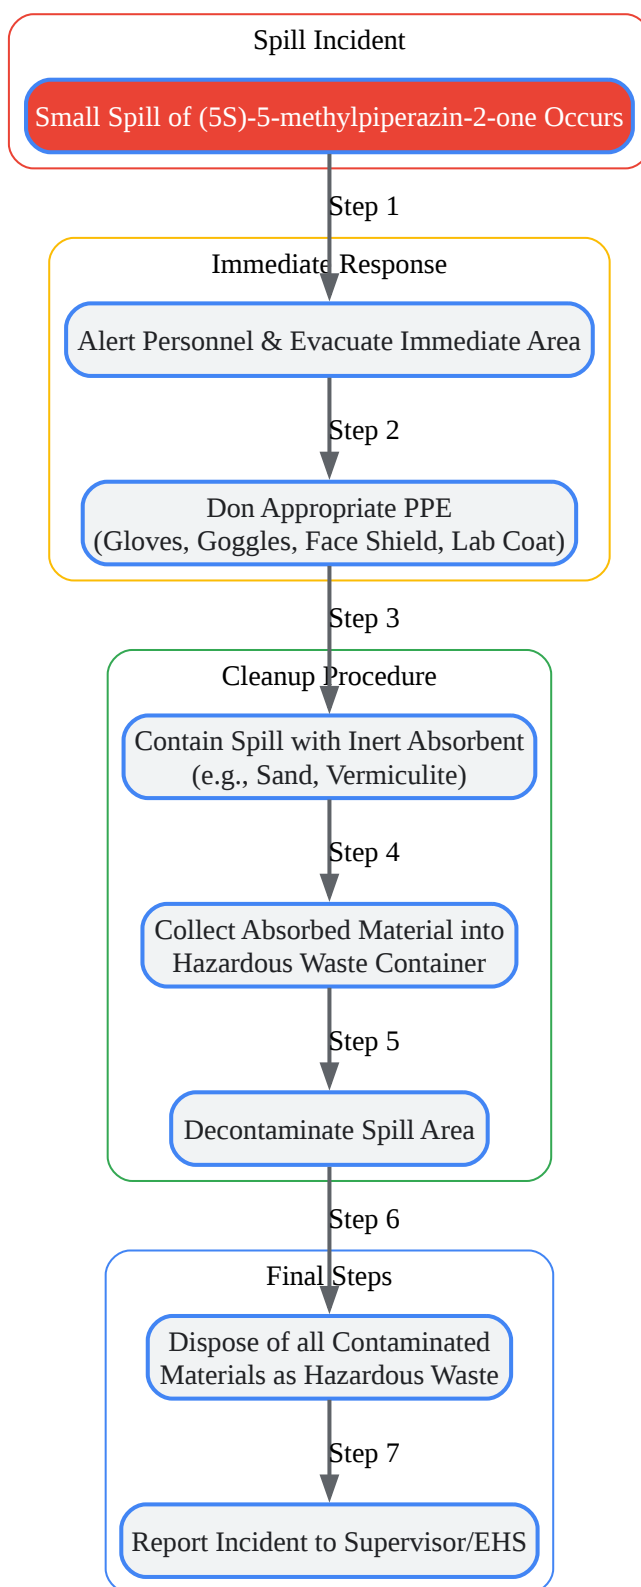 Spill Incident
Small Spill of (5S)-5-methylpiperazin-2-one Occurs
Step 1
Immediate Response
Alert Personnel & Evacuate Immediate Area
Step 2
Don Appropriate PPE
(Gloves, Goggles, Face Shield, Lab Coat)
Step 3
Cleanup Procedure
Contain Spill with Inert Absorbent
(e.g., Sand, Vermiculite)
Step 4
Collect Absorbed Material into
Hazardous Waste Container
Step 5
Decontaminate Spill Area
Step 6
Final Steps
Dispose of all Contaminated
Materials as Hazardous Waste
Step 7
Report Incident to Supervisor/EHS